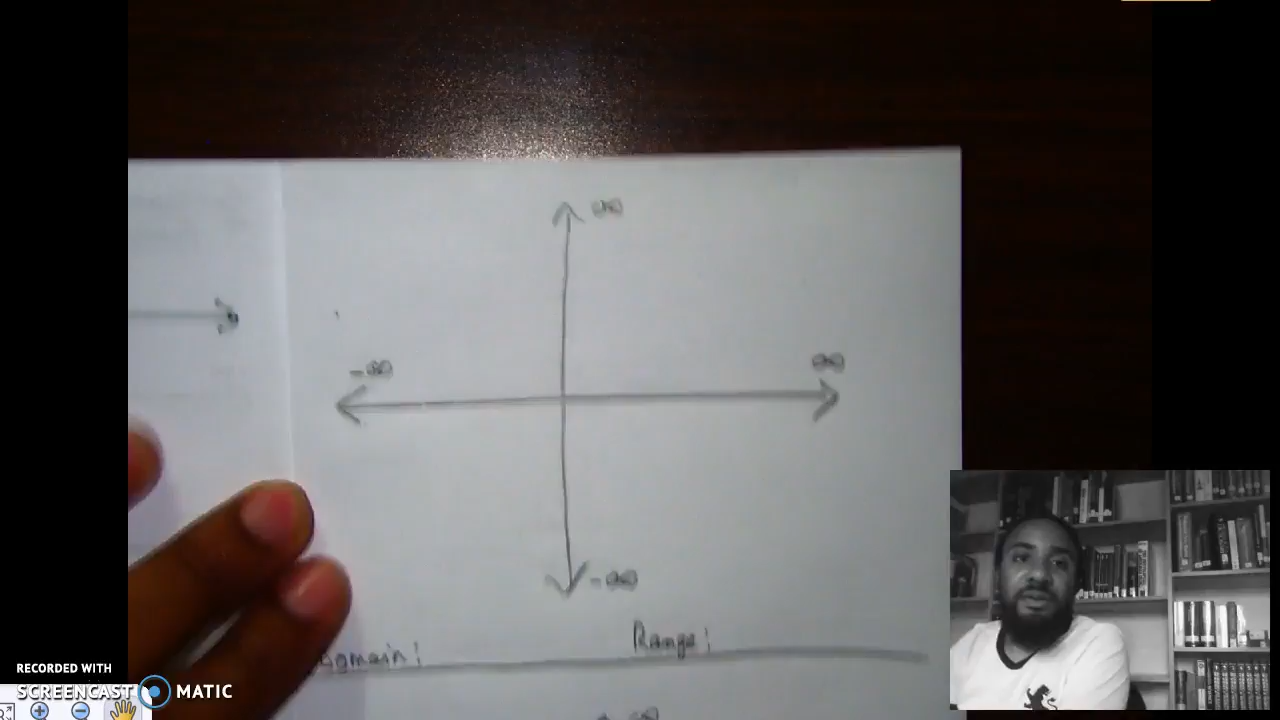 ∞
-∞ ∞
-∞
Domain: Range:
∞
RECORDED WITH
SCREENCAST MATIC